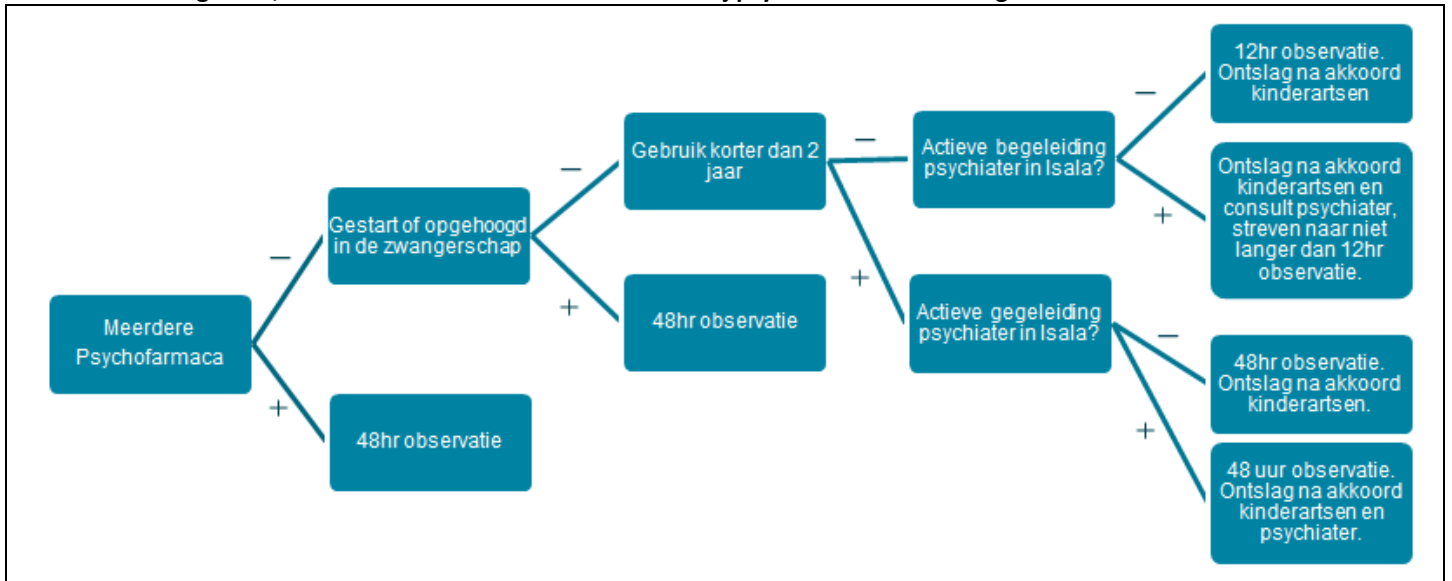 Meerdere
Psychofarmaca
−
+
Gestart of opgehoogd
in de zwangerschap
48hr observatie
−
+
Gebruik korter dan 2
jaar
48hr observatie
−
+
Actieve begeleiding
psychiater in Isala?
Actieve gegeleiding
psychiater in Isala?
−
+
−
+
12hr observatie.
Ontslag na akkoord
kinderartsen
Ontslag na akkoord
kinderartsen en
consult psychiater,
streven naar niet
langer dan 12hr
observatie.
48hr observatie.
Ontslag na akkoord
kinderartsen.
48 uur observatie.
Ontslag na akkoord
kinderartsen en
psychiater.